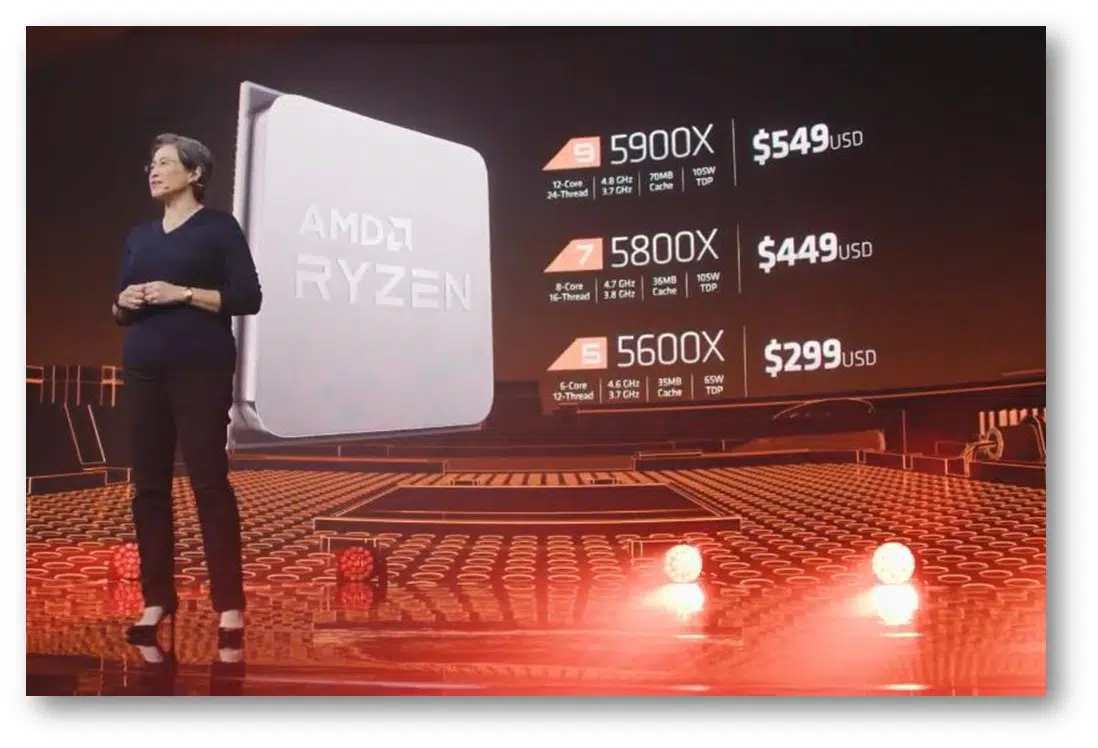 AMD
RYZEN
9 5900X $549USD
12-Core 4.8 GHz 70MB 105W
24-Thread 3.7 GHz Cache TDP
7 5800X $449USD
8-Core 4.7 GHz 36MB 105W
16-Thread 3.8 GHz Cache TDP
5 5600X $299USD
6-Core 4.6 GHz 35MB 65W
12-Thread 3.7 GHz Cache TDP